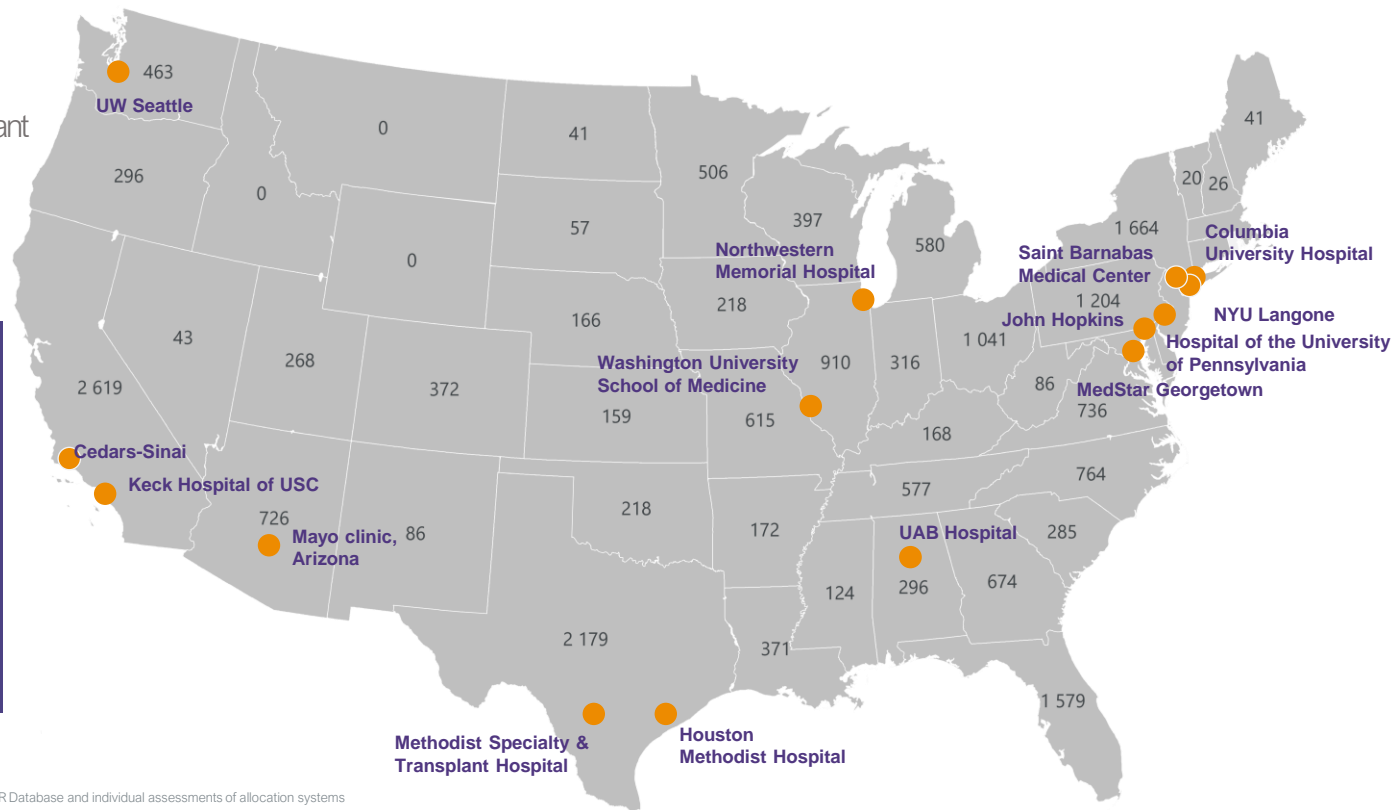 463
UW Seattle
ant
0
41
41
506
296
20
26
0
397
57
1 664
580
Columbia
University Hospital
Northwestern
Memorial Hospital
Saint Barnabas
Medical Center
0
1 204
218
166
John Hopkins
NYU Langone
43
1 041
Hospital of the University
of Pennsylvania
268
Washington University
School of Medicine
910
316
2 619
372
86
MedStar Georgetown
159
615
736
168
Cedars-Sinai
764
Keck Hospital of USC
577
218
726
86
172
285
Mayo clinic,
Arizona
UAB Hospital
124
296
674
2 179
371
1 579
Methodist Specialty &
Transplant Hospital
Houston
Methodist Hospital
R Database and individual assessments of allocation systems